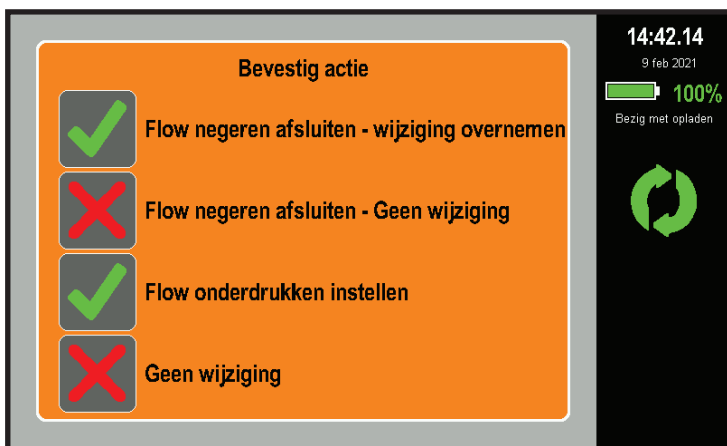 Bevestig actie
Flow negeren afsluiten - wijziging overnemen
Flow negeren afsluiten - Geen wijziging
Flow onderdrukken instellen
Geen wijziging
14:42.14
9 feb 2021
100%
Bezig met opladen